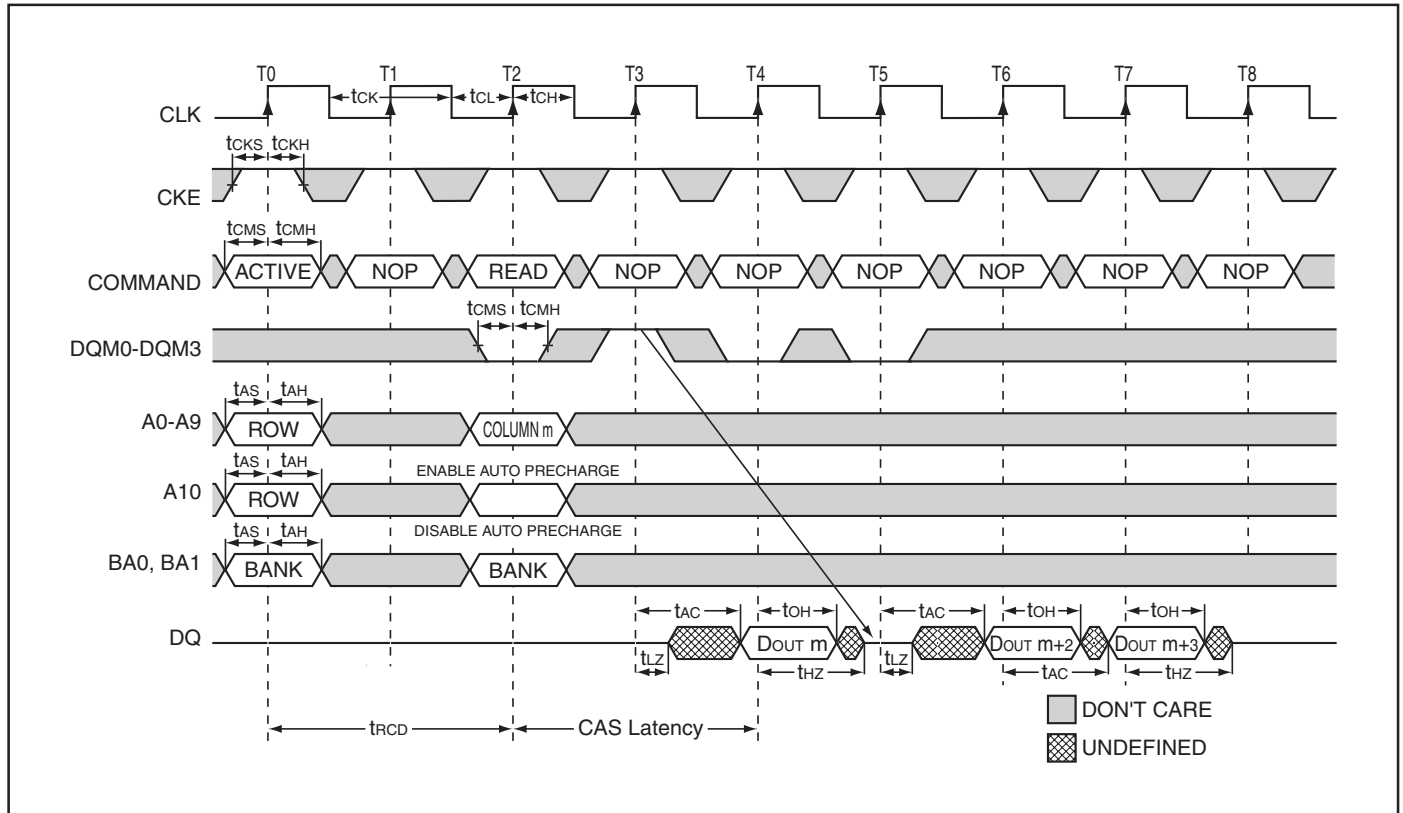 T0 T1 T2 T3 T4 T5 T6 T7 T8
tCK tCL tCH
CLK
tCKS tCKH
CKE
tCMS tCMH
COMMAND ACTIVE NOP READ NOP NOP NOP NOP NOP NOP
tCMS tCMH
DQM0-DQM3
tAS tAH
A0-A9 ROW COLUMN m
tAS tAH ENABLE AUTO PRECHARGE
A10 ROW
tAS tAH DISABLE AUTO PRECHARGE
BA0, BA1 BANK BANK
tAC tOH tAC tOH tOH
DQ DOUT m DOUT m+2 DOUT m+3
tLZ tHZ tLZ tAC tHZ
DON'T CARE
tRCD CAS Latency
UNDEFINED